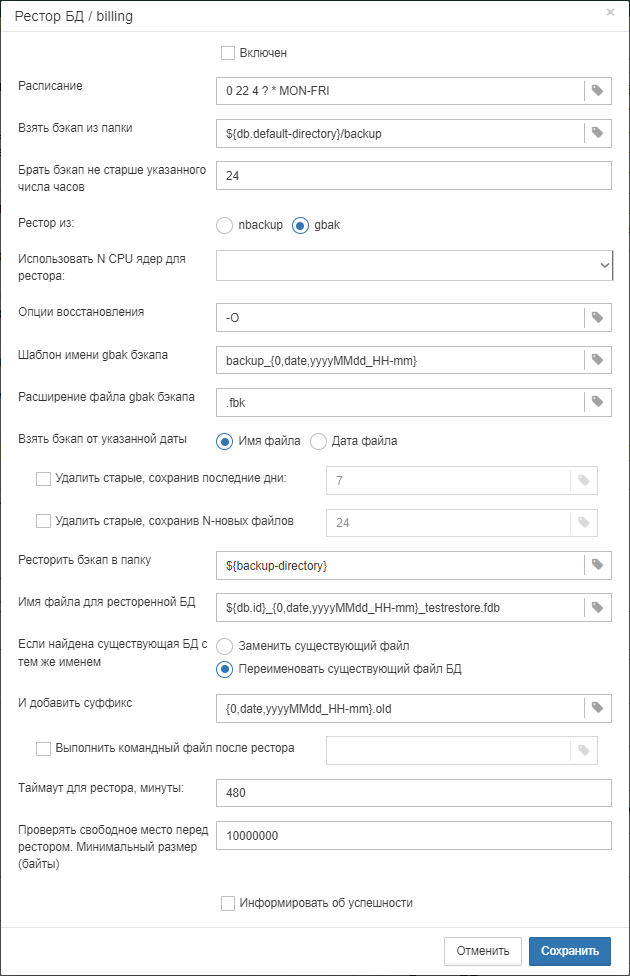 Рестор БД / billing
×
Включен
Расписание
0 22 4 ? * MON-FRI
Взять бэкап из папки
${db.default-directory}/backup
Брать бэкап не старше указанного
числа часов
24
Рестор из:
nbackup
gbak
Использовать N CPU ядер для
рестора:
Опции восстановления
-O
Шаблон имени gbak бэкапа
backup_{0,date,yyyyMMdd_HH-mm}
Расширение файла gbak бэкапа
.fbk
Взять бэкап от указанной даты
Имя файла
Дата файла
Удалить старые, сохранив последние дни:
7
Удалить старые, сохранив N-новых файлов
24
Ресторить бэкап в папку
${backup-directory}
Имя файла для ресторенной БД
${db.id}_{0,date,yyyyMMdd_HH-mm}_testrestore.fdb
Если найдена существующая БД с
тем же именем
Заменить существующий файл
Переименовать существующий файл БД
И добавить суффикс
{0,date,yyyyMMdd_HH-mm}.old
Выполнить командный файл после рестора
Таймаут для рестора, минуты:
480
Проверять свободное место перед
рестором. Минимальный размер
(байты)
10000000
Информировать об успешности
Отменить
Сохранить